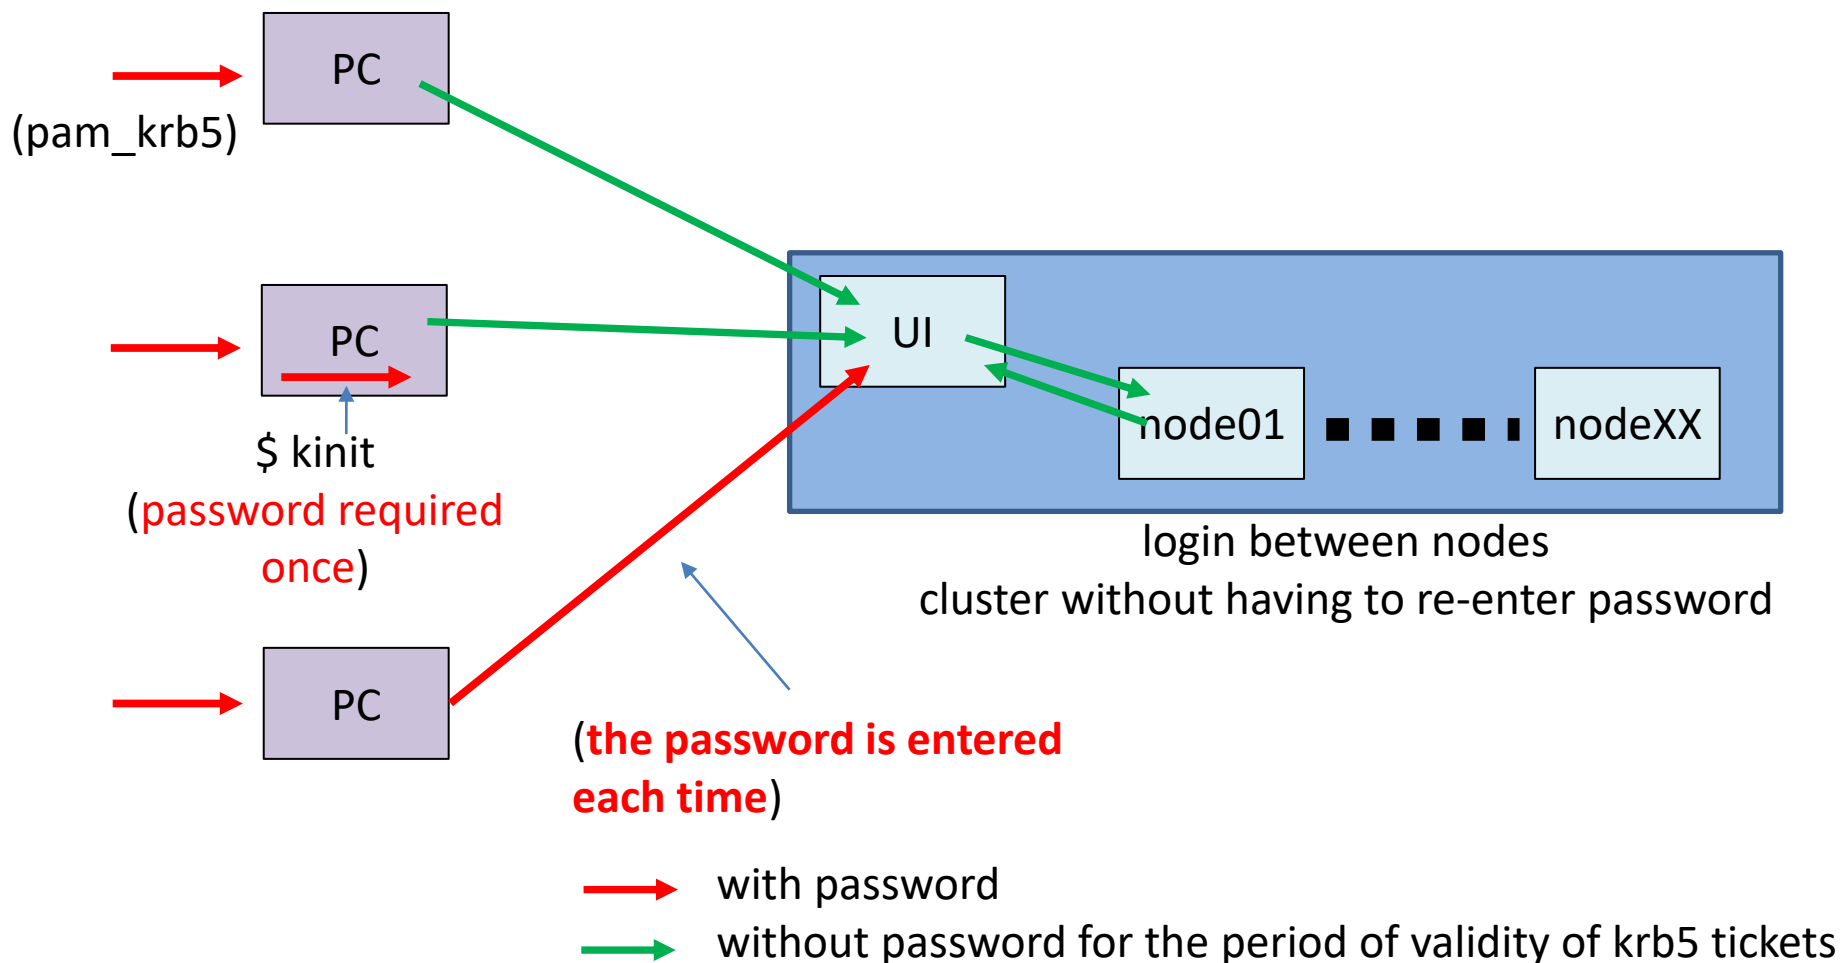 PC
(pam_krb5)
PC
UI
node01
nodeXX
$ kinit
(password required
once)
login between nodes
cluster without having to re-enter password
PC
(the password is entered
each time)
with password
without password for the period of validity of krb5 tickets